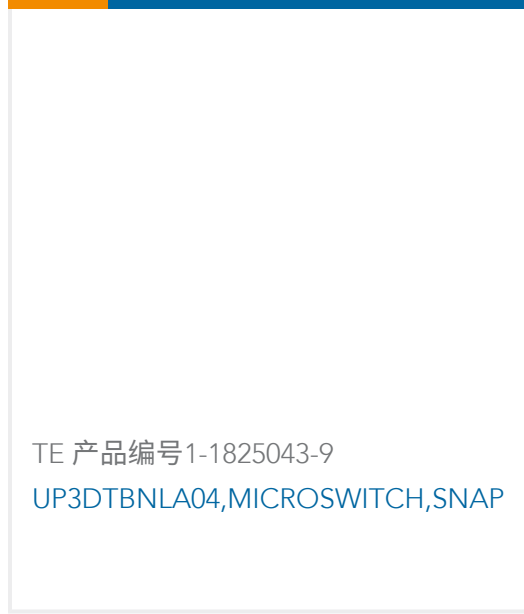 TE 产品编号1-1825043-9
UP3DTBNLA04,MICROSWITCH,SNAP